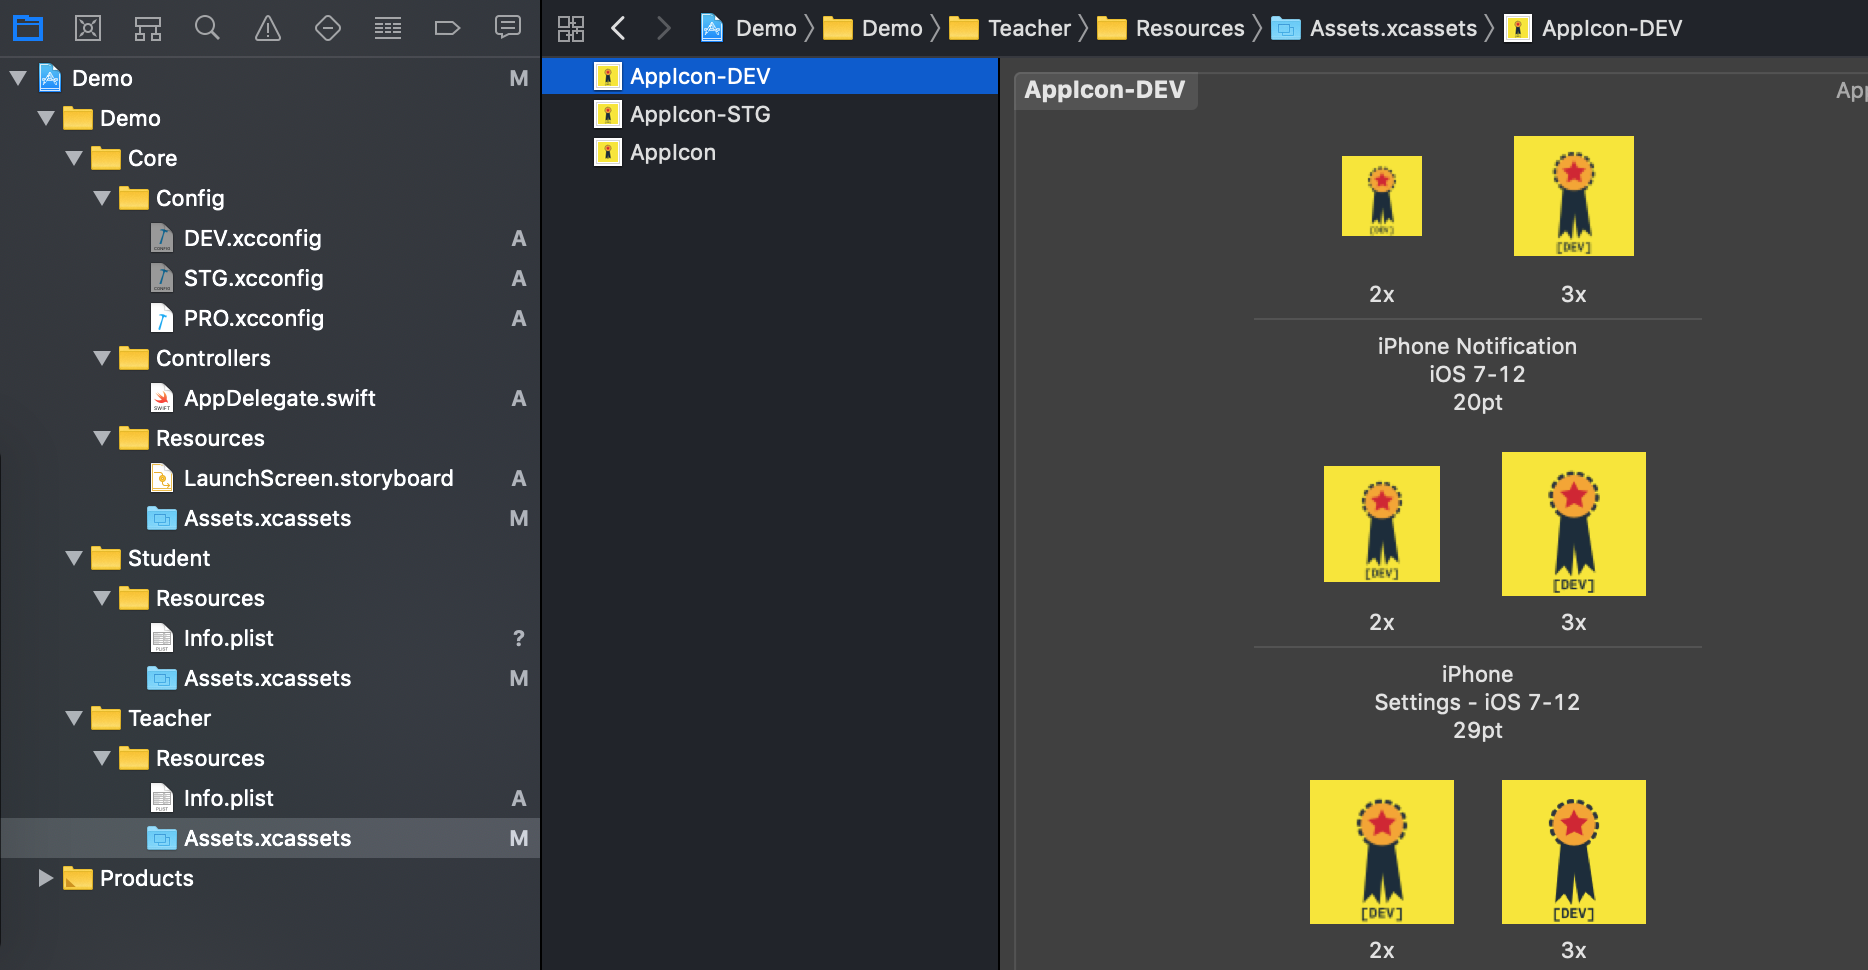 Demo
Demo
Teacher
Resources
Assets.xcassets
AppIcon-DEV
Demo M
Demo
Core
Config
DEV.xcconfig A
STG.xcconfig A
PRO.xcconfig A
Controllers
AppDelegate.swift A
Resources
LaunchScreen.storyboard A
Assets.xcassets M
Student
Resources
Info.plist ?
Assets.xcassets M
Teacher
Resources
Info.plist A
Assets.xcassets M
Products
AppIcon-DEV
AppIcon-STG
AppIcon
AppIcon-DEV
App
[DEV] [DEV]
2x 3x
iPhone Notification
iOS 7-12
20pt
[DEV] [DEV]
2x 3x
iPhone
Settings - iOS 7-12
29pt
[DEV] [DEV]
2x 3x